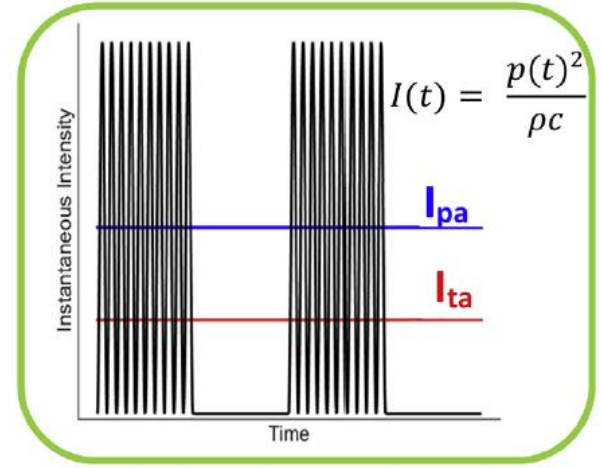 I(t) = p(t)²/ρc
Instantaneous Intensity
Ipa
Ita
Time